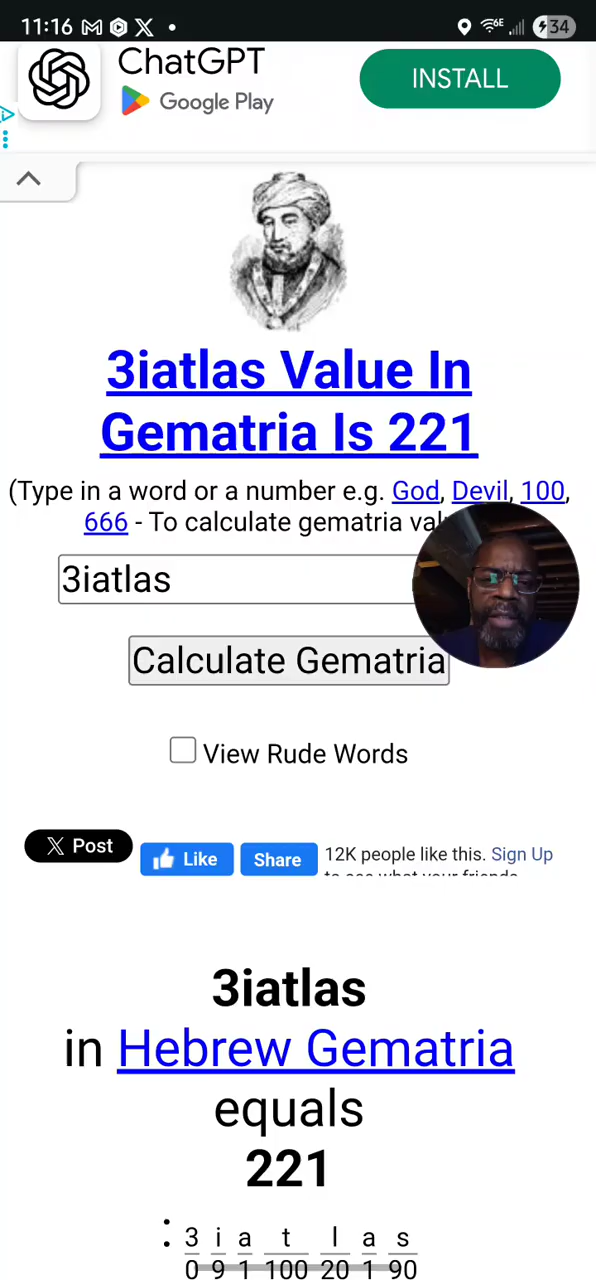 11:16
6E
34
ChatGPT
INSTALL
Google Play
3iatlas Value In
Gematria Is 221
(Type in a word or a number e.g. God, Devil, 100,
666 - To calculate gematria
3iatlas
Calculate Gematria
View Rude Words
X Post
Like
Share
12K people like this. Sign Up
3iatlas
in Hebrew Gematria
equals
221
: 3 i a t l a s
0 9 1 100 20 1 90